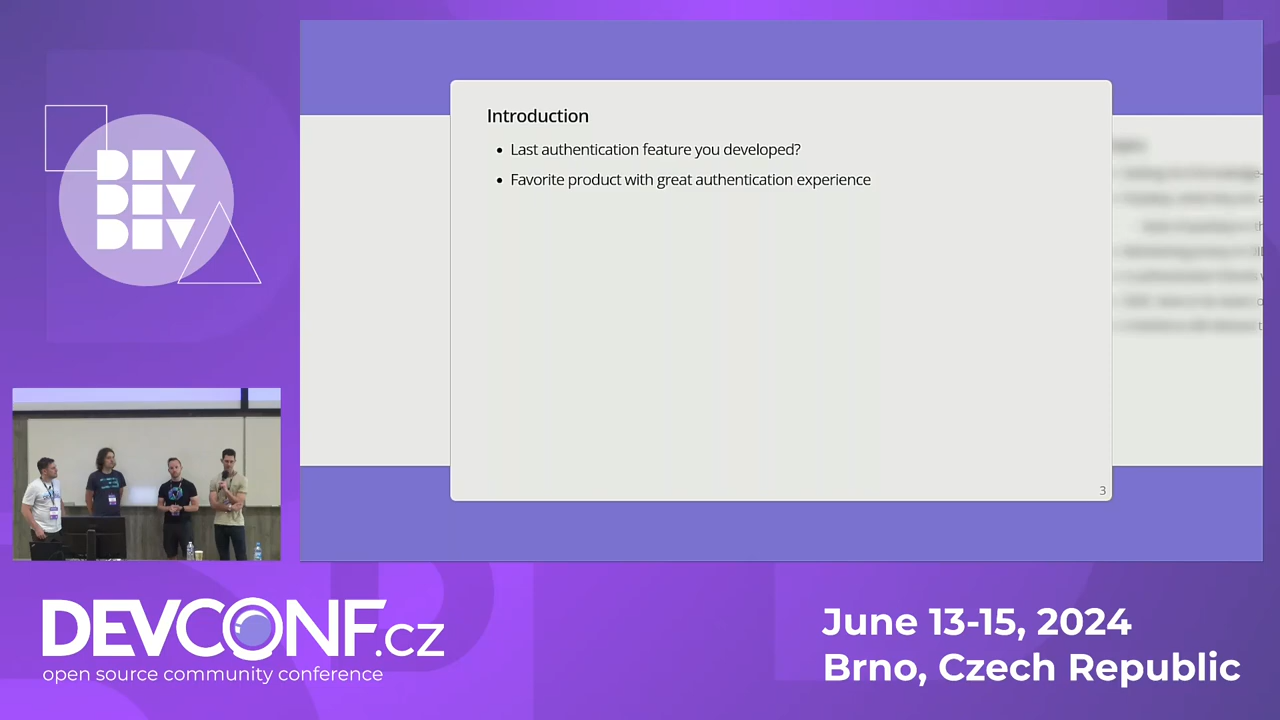 DEV
DEV
DEV
Introduction
• Last authentication feature you developed?
• Favorite product with great authentication experience
3
DEVCONF.cz
open source community conference
June 13-15, 2024
Brno, Czech Republic